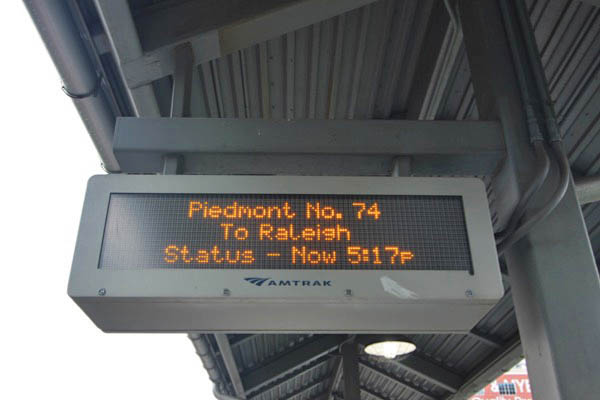 Piedmont No. 74
To Raleigh
Status - Now 5:17p
AMTRAK